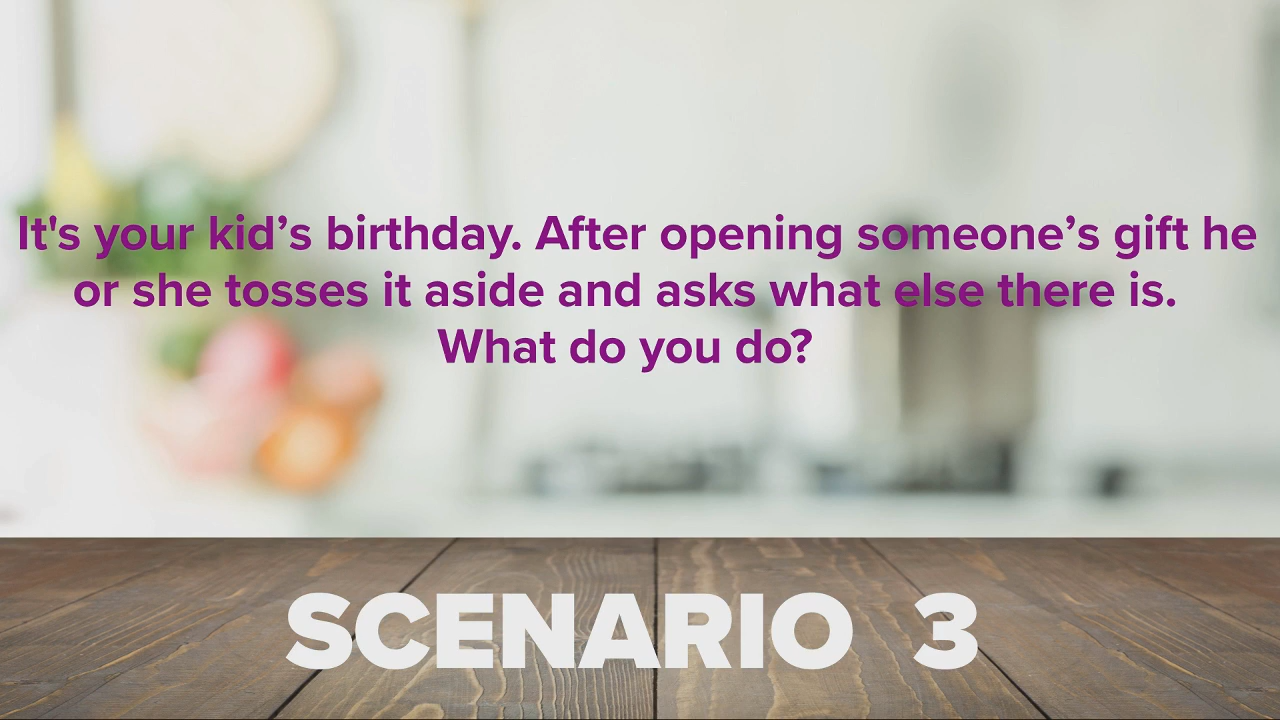 It's your kid’s birthday. After opening someone’s gift he
or she tosses it aside and asks what else there is.
What do you do?
SCENARIO 3